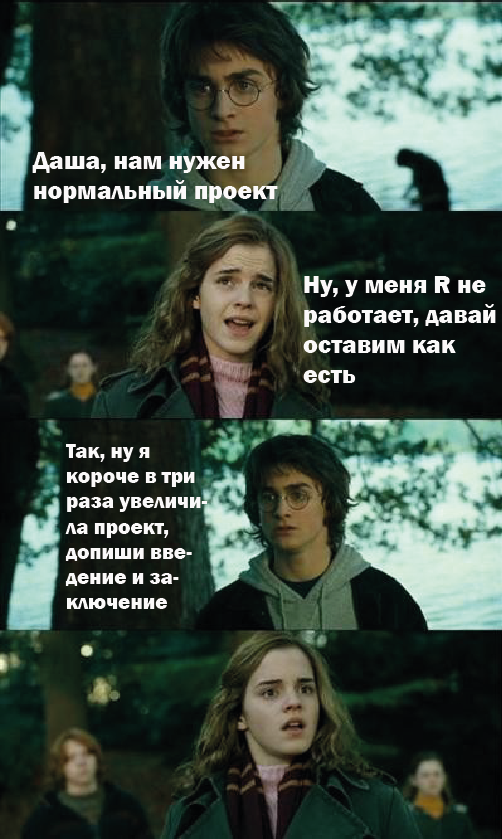 Даша, нам нужен
нормальный проект
Ну, у меня R не
работает, давай
оставим как
есть
Так, ну я
короче в три
раза увеличи-
ла проект,
допиши вве-
дение и за-
ключение